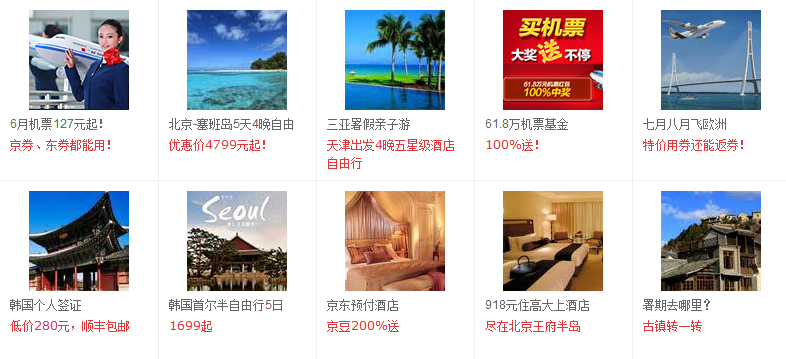 买机票
大奖送不停
61.8万元机票红包
100%中奖
6月机票127元起！
北京-塞班岛5天4晚自由
三亚暑假亲子游
61.8万机票基金
七月八月飞欧洲
京券、东券都能用！
优惠价4799元起！
天津出发4晚五星级酒店
自由行
100%送！
特价用券还能返券！
Seoul
韩国个人签证
韩国首尔半自由行5日
京东预付酒店
918元住高大上酒店
暑期去哪里？
低价280元，顺丰包邮
1699起
京豆200%送
尽在北京王府半岛
古镇转一转